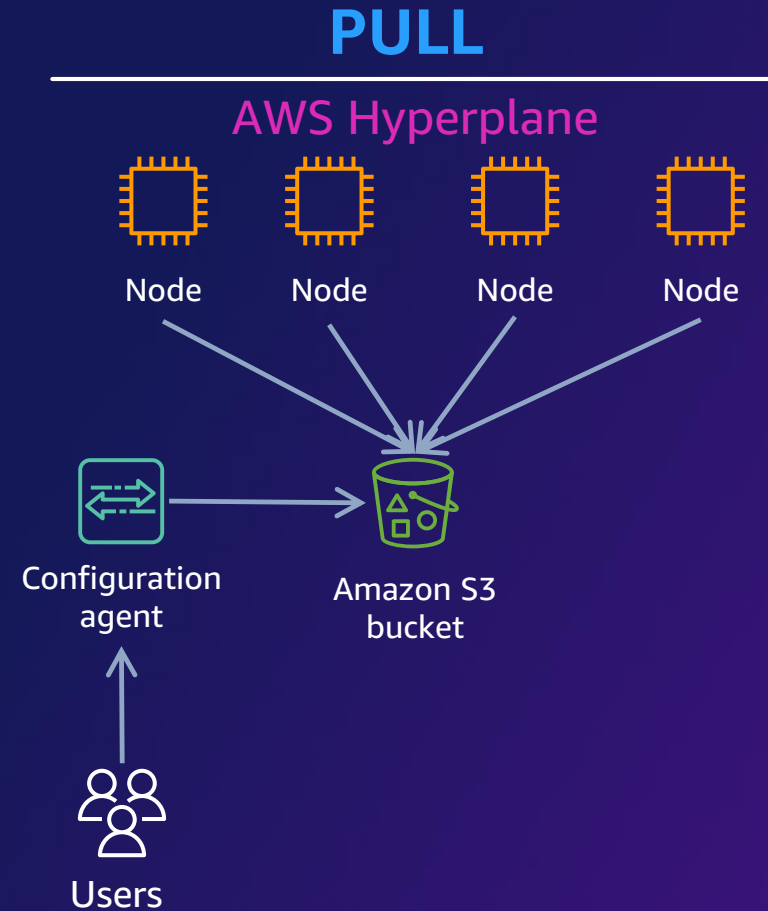 PULL
AWS Hyperplane
Node
Node
Node
Node
Configuration
agent
Amazon S3
bucket
Users